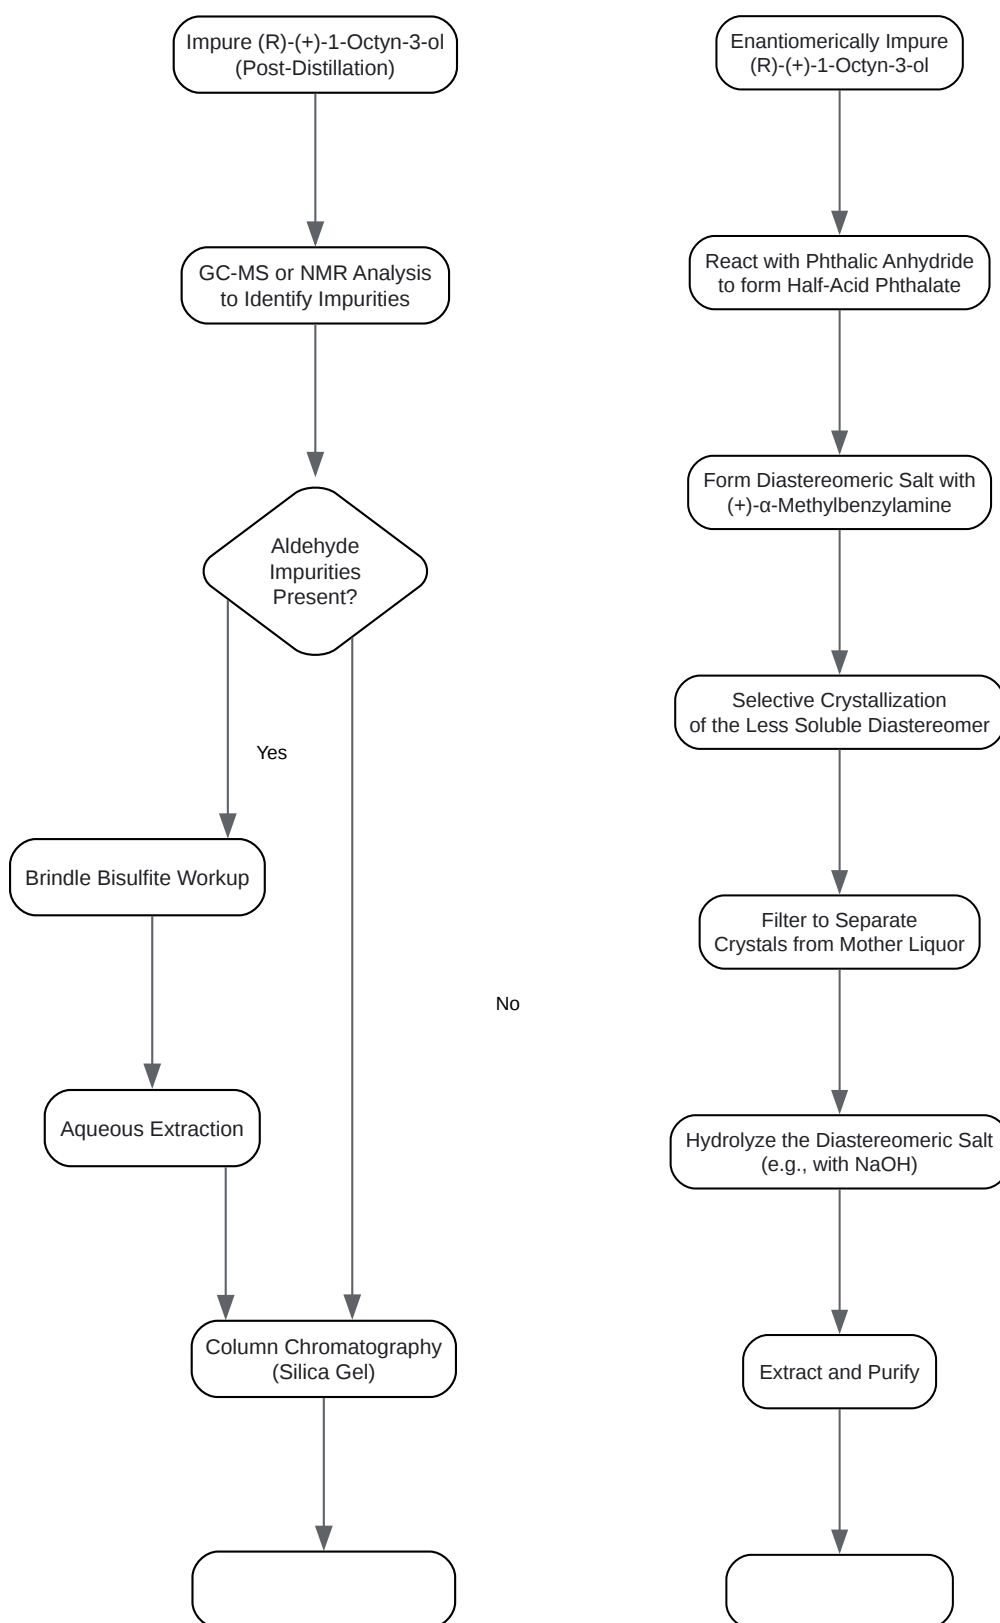 Impure (R)-(+)-1-Octyn-3-ol
(Post-Distillation)
GC-MS or NMR Analysis
to Identify Impurities
Aldehyde
Impurities
Present?
Yes
Brindle Bisulfite Workup
No
Aqueous Extraction
Column Chromatography
(Silica Gel)
Enantiomerically Impure
(R)-(+)-1-Octyn-3-ol
React with Phthalic Anhydride
to form Half-Acid Phthalate
Form Diastereomeric Salt with
(+)-α-Methylbenzylamine
Selective Crystallization
of the Less Soluble Diastereomer
Filter to Separate
Crystals from Mother Liquor
Hydrolyze the Diastereomeric Salt
(e.g., with NaOH)
Extract and Purify